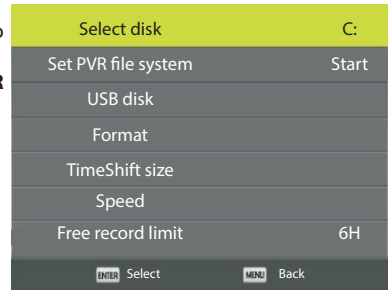 Select disk C:
Set PVR file system Start
USB disk
Format
TimeShift size
Speed
Free record limit 6H
ENTER Select MENU Back
R